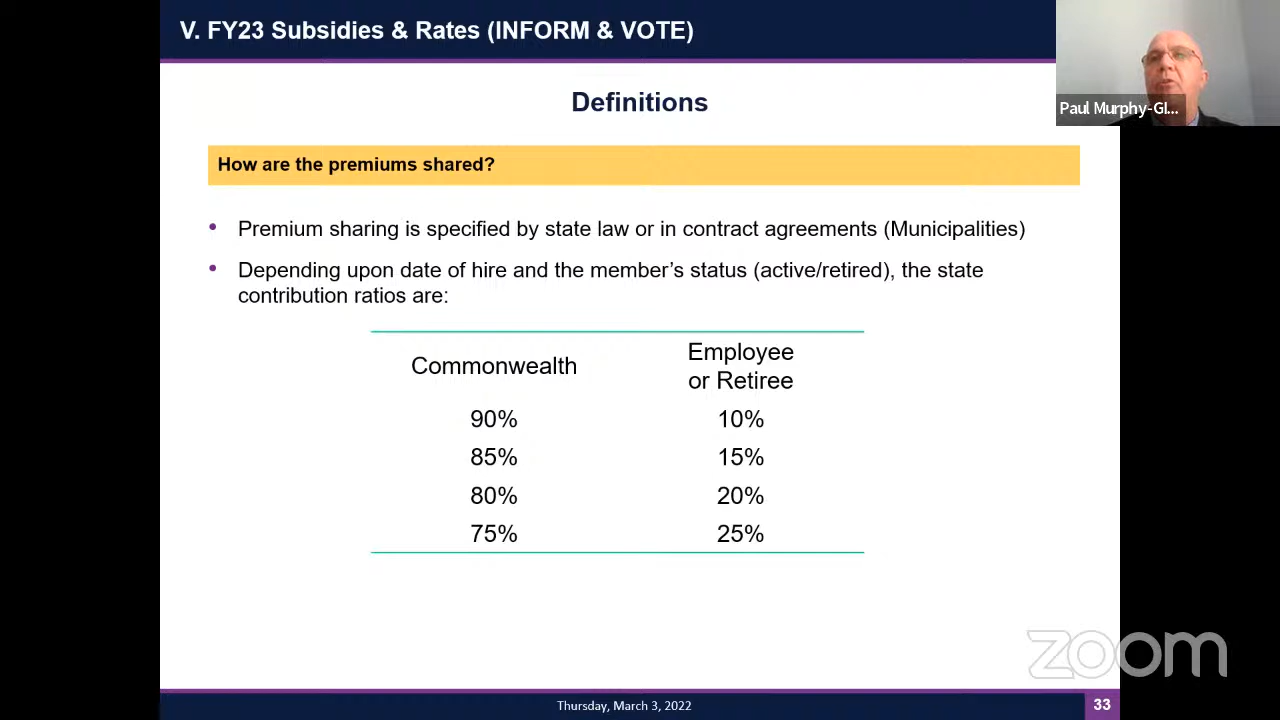 V. FY23 Subsidies & Rates (INFORM & VOTE)
Paul Murphy-Gl...
Definitions
How are the premiums shared?
• Premium sharing is specified by state law or in contract agreements (Municipalities)
• Depending upon date of hire and the member's status (active/retired), the state
contribution ratios are:
Commonwealth Employee
or Retiree
90% 10%
85% 15%
80% 20%
75% 25%
zoom
Thursday, March 3, 2022 33